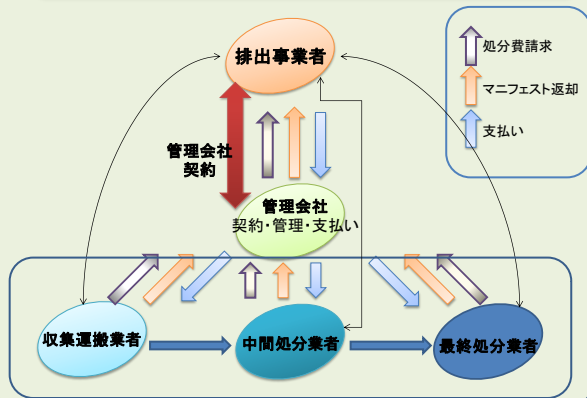 排出事業者
処分費請求
マニフェスト返却
支払い
管理会社
契約
管理会社
契約・管理・支払い
収集運搬業者
中間処分業者
最終処分業者